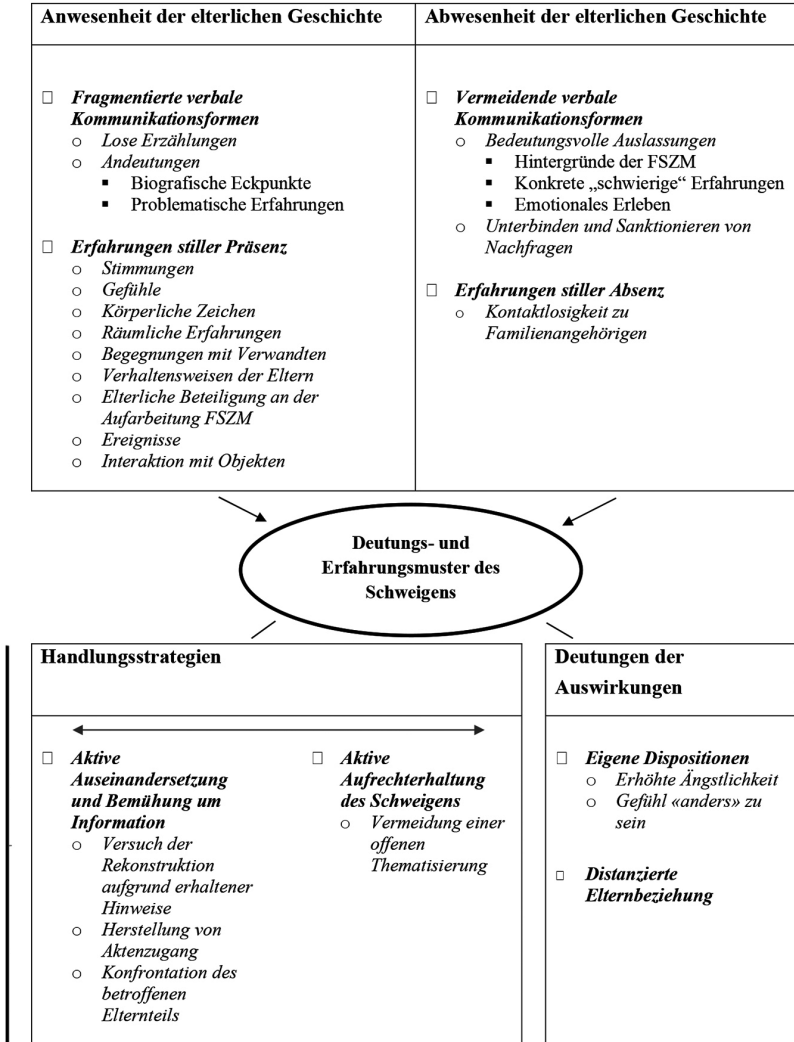 Anwesenheit der elterlichen Geschichte
Fragmentierte verbale
Kommunikationsformen
Lose Erzählungen
Andeutungen
Biografische Eckpunkte
Problematische Erfahrungen
Erfahrungen stiller Präsenz
Stimmungen
Gefühle
Körperliche Zeichen
Räumliche Erfahrungen
Begegnungen mit Verwandten
Verhaltensweisen der Eltern
Elterliche Beteiligung an der
Aufarbeitung FSZM
Ereignisse
Interaktion mit Objekten
Abwesenheit der elterlichen Geschichte
Vermeidende verbale
Kommunikationsformen
Bedeutungsvolle Auslassungen
Hintergründe der FSZM
Konkrete „schwierige“ Erfahrungen
Emotionales Erleben
Unterbinden und Sanktionieren von
Nachfragen
Erfahrungen stiller Absenz
Kontaktlosigkeit zu
Familienangehörigen
Deutungs- und
Erfahrungsmuster des
Schweigens
Handlungsstrategien
Aktive
Auseinandersetzung
und Bemühung um
Information
Versuch der
Rekonstruktion
aufgrund erhaltener
Hinweise
Herstellung von
Aktenzugang
Konfrontation des
betroffenen
Elternteils
Aktive
Aufrechterhaltung
des Schweigens
Vermeidung einer
offenen
Thematisierung
Deutungen der
Auswirkungen
Eigene Dispositionen
Erhöhte Ängstlichkeit
Gefühl «anders» zu
sein
Distanzierte
Elternbeziehung